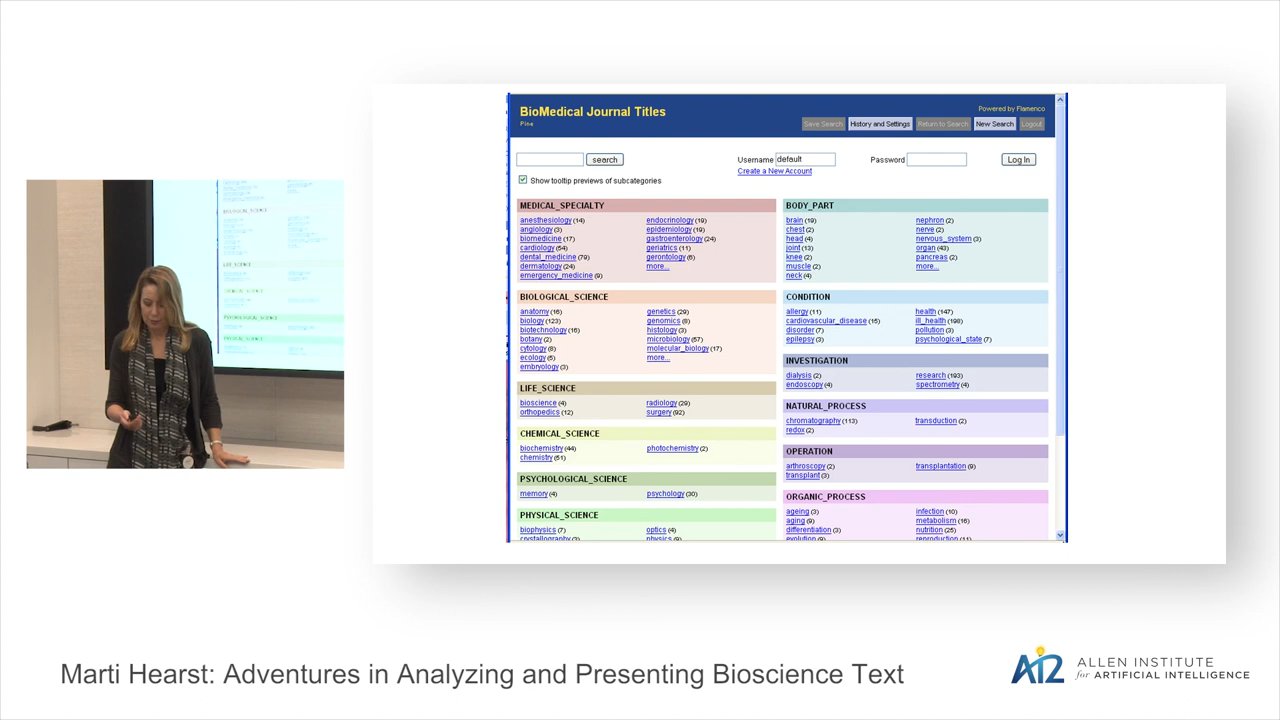 BioMedical Journal Titles
Pine
Powered by Flamenco
Save Search History and Settings Return to Search New Search Logout
search
Username default Password Log In
Create a New Account
Show tooltip previews of subcategories
MEDICAL_SPECIALTY
anesthesiology (14) endocrinology (19)
angiology (3) epidemiology (19)
biomedicine (17) gastroenterology (24)
cardiology (54) geriatrics (11)
dental_medicine (79) gerontology (6)
dermatology (24) more...
emergency_medicine (9)
BIOLOGICAL_SCIENCE
anatomy (16) genetics (29)
biology (123) genomics (8)
biotechnology (16) histology (3)
botany (2) microbiology (57)
cytology (8) molecular_biology (17)
ecology (5) more...
embryology (3)
LIFE_SCIENCE
bioscience (4) radiology (29)
orthopedics (12) surgery (92)
CHEMICAL_SCIENCE
biochemistry (44) photochemistry (2)
chemistry (51)
PSYCHOLOGICAL_SCIENCE
memory (4) psychology (30)
PHYSICAL_SCIENCE
biophysics (7) optics (4)
crystallography (3) physics (9)
BODY_PART
brain (19) nephron (2)
chest (2) nerve (2)
head (4) nervous_system (3)
joint (13) organ (43)
knee (2) pancreas (2)
muscle (2) more...
neck (4)
CONDITION
allergy (11) health (147)
cardiovascular_disease (15) ill_health (198)
disorder (7) pollution (3)
epilepsy (3) psychological_state (7)
INVESTIGATION
dialysis (2) research (193)
endoscopy (4) spectrometry (4)
NATURAL_PROCESS
chromatography (113) transduction (2)
redox (2)
OPERATION
arthroscopy (2) transplantation (9)
transplant (3)
ORGANIC_PROCESS
ageing (3) infection (10)
aging (9) metabolism (16)
differentiation (3) nutrition (25)
evolution (9) reproduction (11)
Marti Hearst: Adventures in Analyzing and Presenting Bioscience Text
AI2
ALLEN INSTITUTE
for ARTIFICIAL INTELLIGENCE